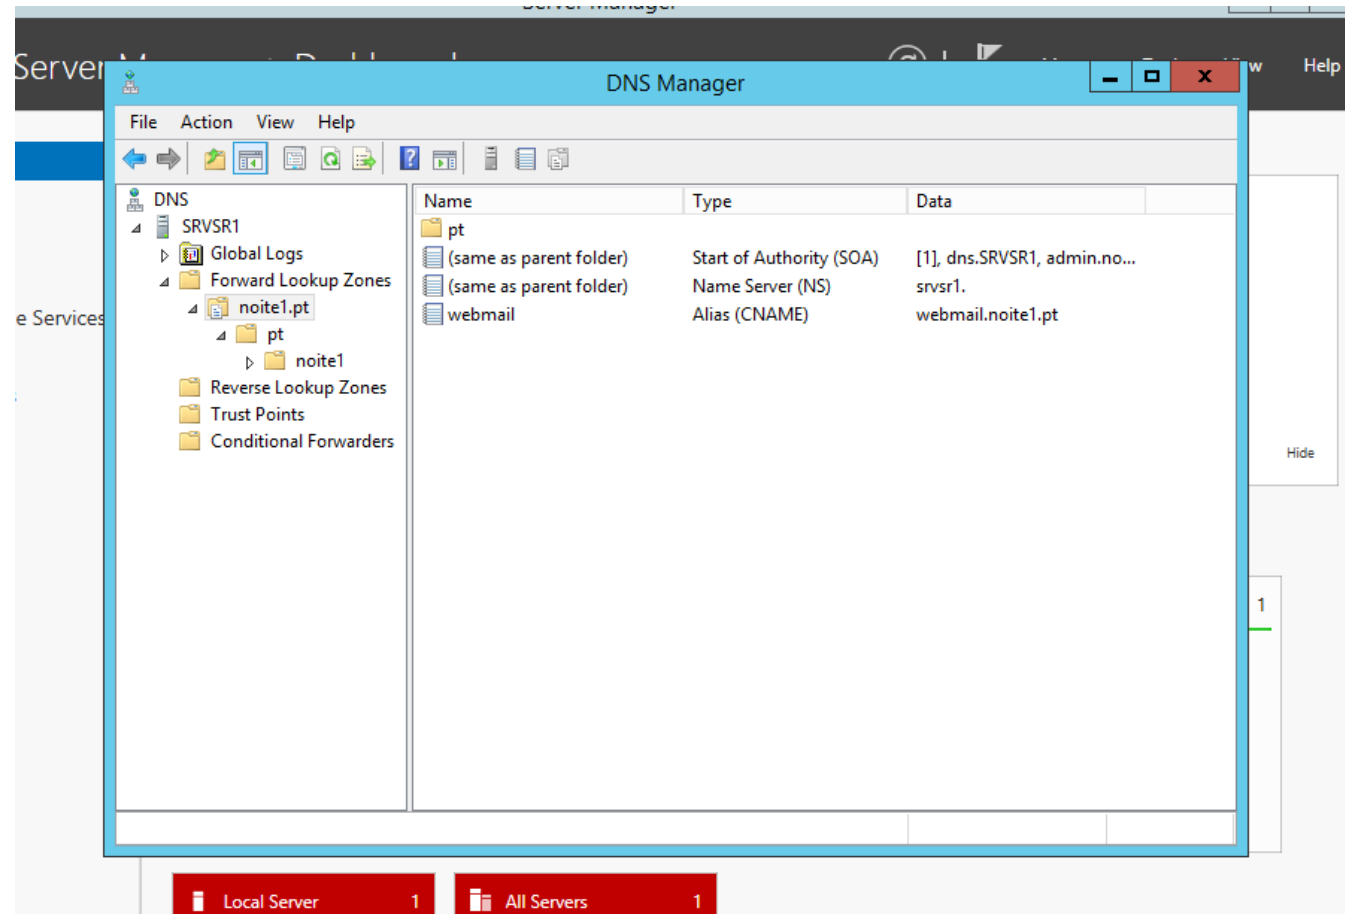 Server Manager
Server
Help
DNS Manager
File Action View Help
DNS
SRVSR1
Global Logs
Forward Lookup Zones
noite1.pt
pt
noite1
Reverse Lookup Zones
Trust Points
Conditional Forwarders
Name Type Data
pt
(same as parent folder) Start of Authority (SOA) [1], dns.SRVSR1, admin.no...
(same as parent folder) Name Server (NS) srvsr1.
webmail Alias (CNAME) webmail.noite1.pt
e Services
Hide
1
Local Server 1
All Servers 1